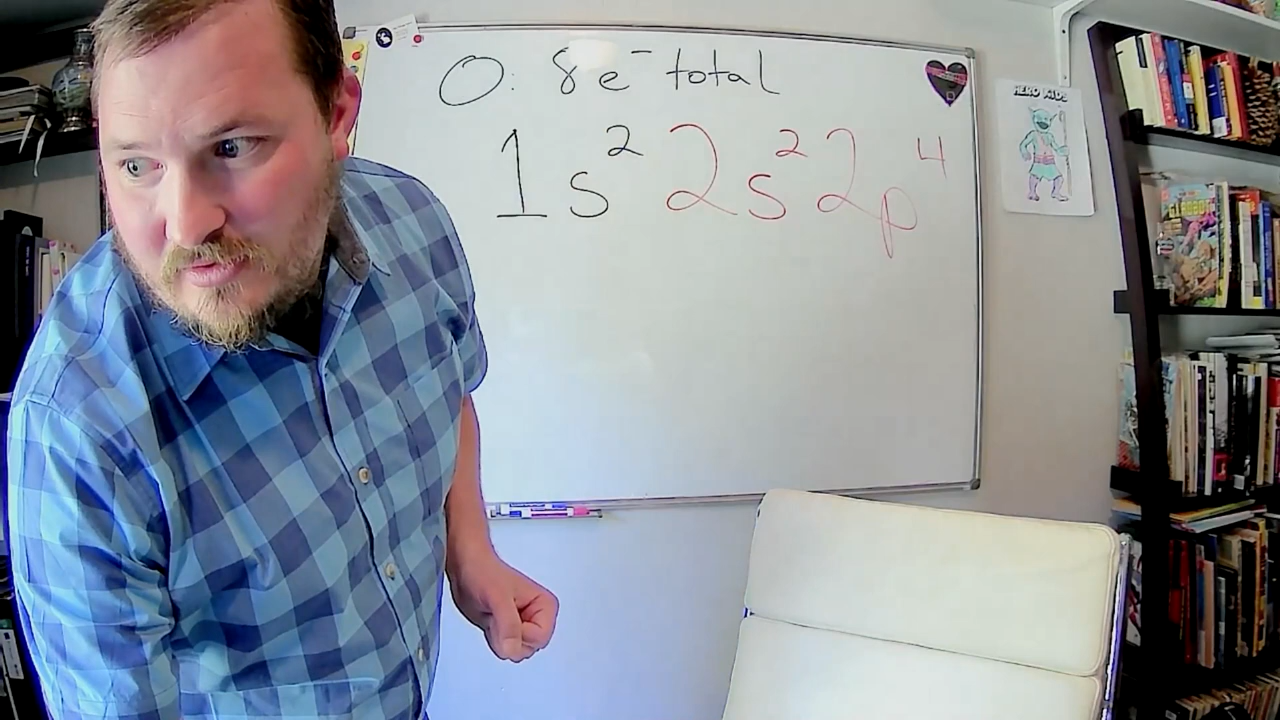 O: 8e⁻ total
1s² 2s² 2p⁴
HERO KIDS